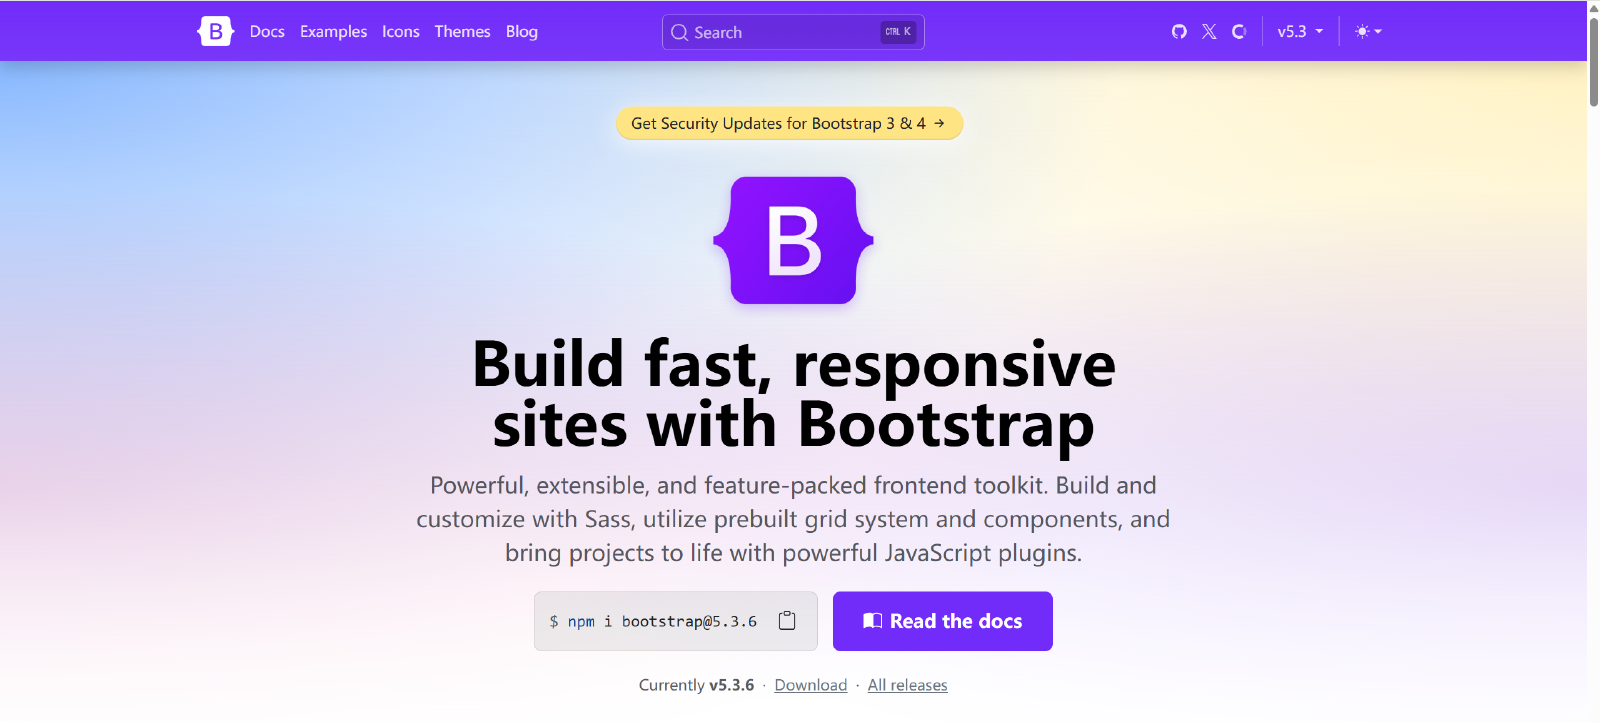 B Docs Examples Icons Themes Blog Search CTRL K v5.3
Get Security Updates for Bootstrap 3 & 4 →
B
Build fast, responsive
sites with Bootstrap
Powerful, extensible, and feature-packed frontend toolkit. Build and
customize with Sass, utilize prebuilt grid system and components, and
bring projects to life with powerful JavaScript plugins.
$ npm i bootstrap@5.3.6 Read the docs
Currently v5.3.6 · Download · All releases